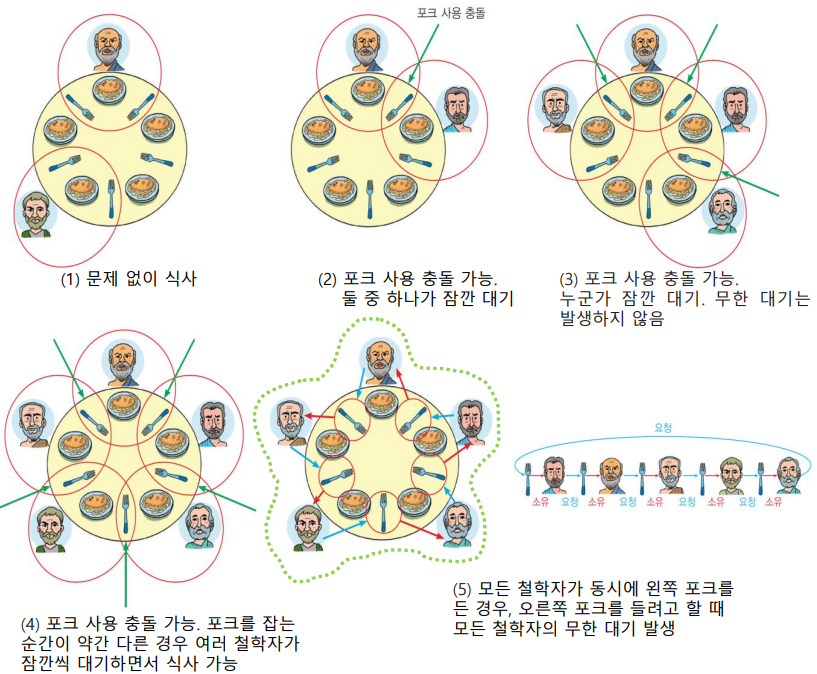 포크 사용 충돌
(1) 문제 없이 식사
(2) 포크 사용 충돌 가능.
둘 중 하나가 잠깐 대기
(3) 포크 사용 충돌 가능.
누군가 잠깐 대기. 무한 대기는
발생하지 않음
(4) 포크 사용 충돌 가능. 포크를 잡는
순간이 약간 다른 경우 여러 철학자가
잠깐씩 대기하면서 식사 가능
요청
소유 요청 소유 요청 소유 요청 소유 요청 소유
(5) 모든 철학자가 동시에 왼쪽 포크를
든 경우, 오른쪽 포크를 들려고 할 때
모든 철학자의 무한 대기 발생